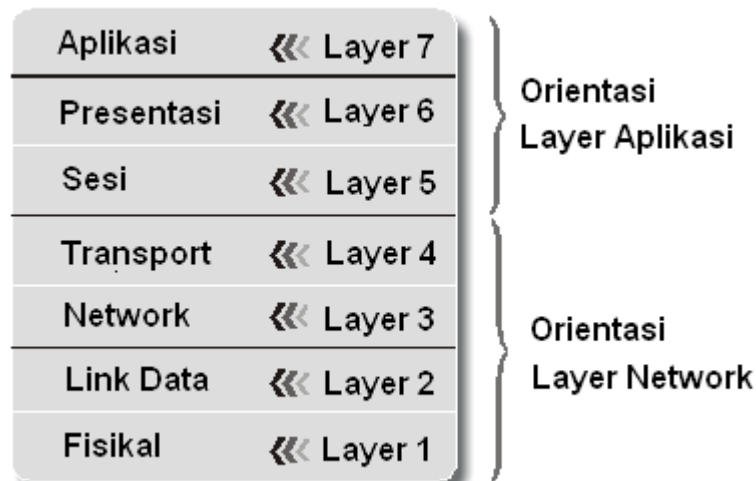 Aplikasi Layer 7
Presentasi Layer 6
Sesi Layer 5
Transport Layer 4
Network Layer 3
Link Data Layer 2
Fisikal Layer 1
Orientasi
Layer Aplikasi
Orientasi
Layer Network